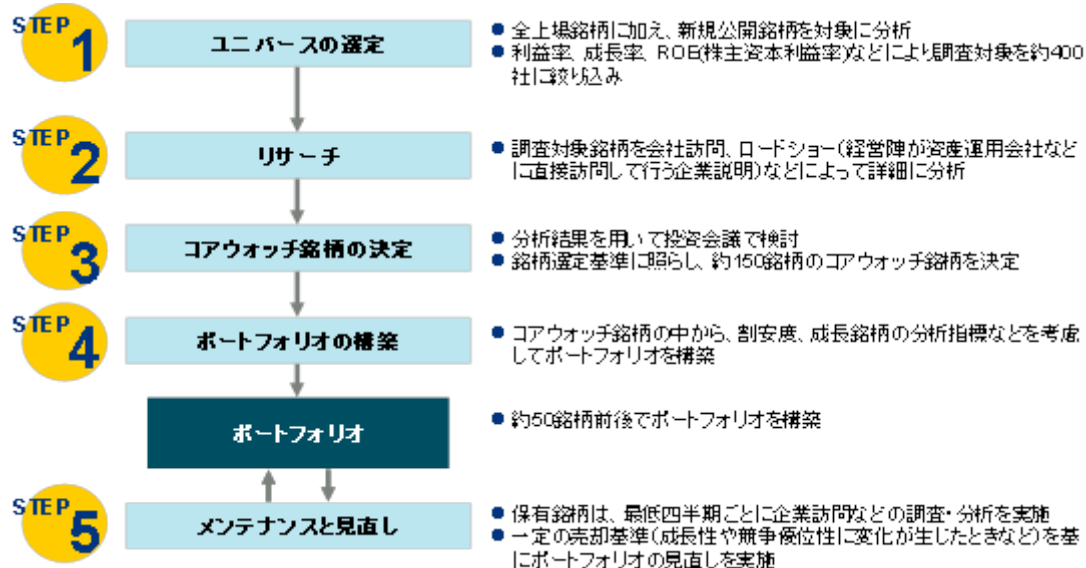 STEP 1
ユニバースの選定
● 全上場銘柄に加え、新規公開銘柄を対象に分析
● 利益率、成長率、ROE(株主資本利益率)などにより調査対象を約400
社に絞り込み
STEP 2
リサーチ
● 調査対象銘柄を会社訪問、ロードショー(経営陣が資産運用会社など
に直接訪問して行う企業説明)などによって詳細に分析
STEP 3
コアウォッチ銘柄の決定
● 分析結果を用いて投資会議で検討
● 銘柄選定基準に照らし、約150銘柄のコアウォッチ銘柄を決定
STEP 4
ポートフォリオの構築
● コアウォッチ銘柄の中から、割安度、成長銘柄の分析指標などを考慮
してポートフォリオを構築
ポートフォリオ
● 約50銘柄前後でポートフォリオを構築
STEP 5
メンテナンスと見直し
● 保有銘柄は、最低四半期ごとに企業訪問などの調査・分析を実施
● 一定の売却基準(成長性や競争優位性に変化が生じたときなど)を基
にポートフォリオの見直しを実施